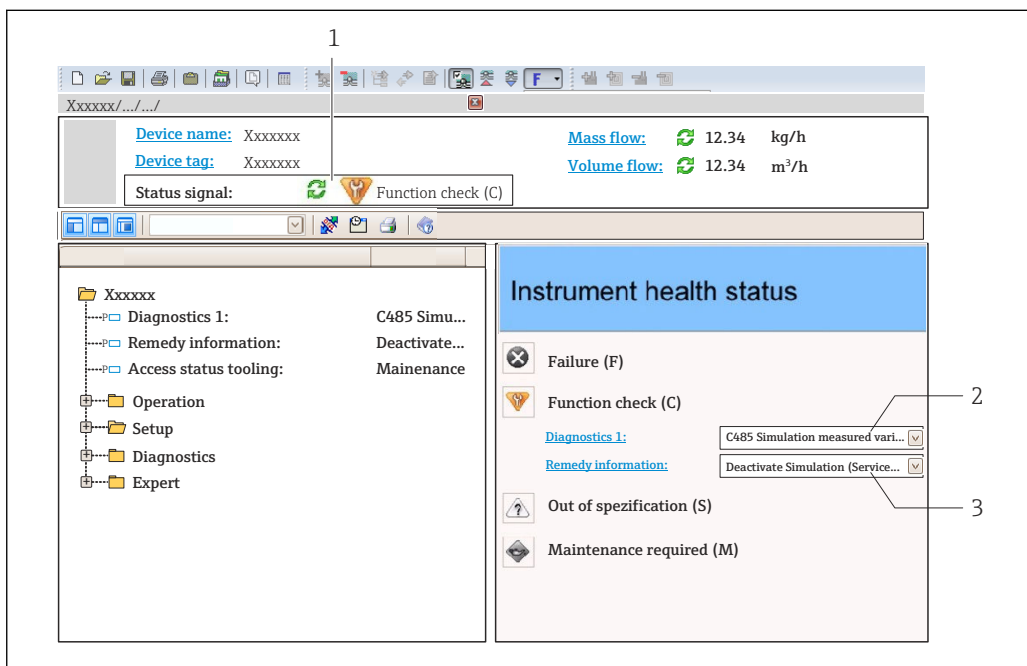 1
F
Xxxxxx/.../.../
Device name: Xxxxxxx
Mass flow: 12.34 kg/h
Device tag: Xxxxxxx
Volume flow: 12.34 m³/h
Status signal: Function check (C)
Xxxxxx
P Diagnostics 1: C485 Simu...
P Remedy information: Deactivate...
P Access status tooling: Mainenance
Operation
Setup
Diagnostics
Expert
Instrument health status
Failure (F)
Function check (C)
2
Diagnostics 1: C485 Simulation measured vari...
Remedy information: Deactivate Simulation (Service...
Out of spezification (S)
3
Maintenance required (M)